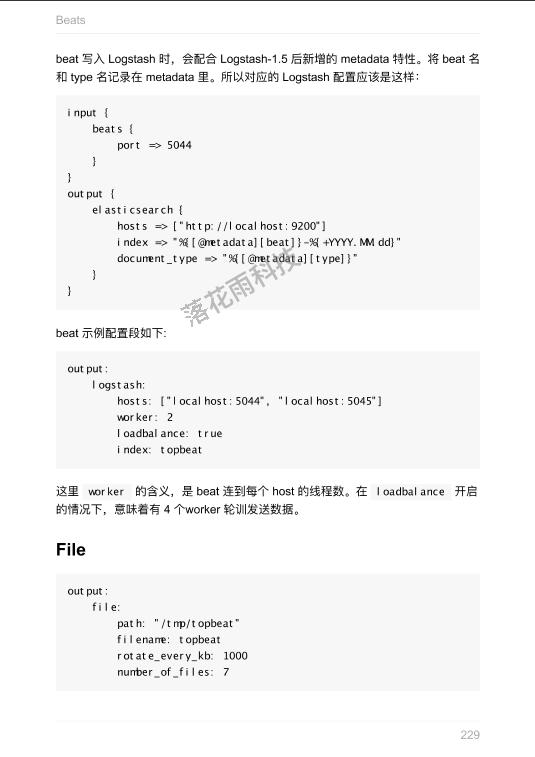 Beats
beat 写入 Logstash 时，会配合 Logstash-1.5 后新增的 metadata 特性。将 beat 名
和 type 名记录在 metadata 里。所以对应的 Logstash 配置应该是这样：
input {
    beats {
        port => 5044
    }
}
output {
    elasticsearch {
        hosts => ["http://localhost:9200"]
        index => "%{[@metadata][beat]}-%{+YYYY.MM.dd}"
        document_type => "%{[@metadata][type]}"
    }
}
落花雨科技
beat 示例配置段如下:
output:
    logstash:
        hosts: ["localhost:5044", "localhost:5045"]
        worker: 2
        loadbalance: true
        index: topbeat
这里 worker 的含义，是 beat 连到每个 host 的线程数。在 loadbalance 开启
的情况下，意味着有 4 个worker 轮训发送数据。
File
output:
    file:
        path: "/tmp/topbeat"
        filename: topbeat
        rotate_every_kb: 1000
        number_of_files: 7
229